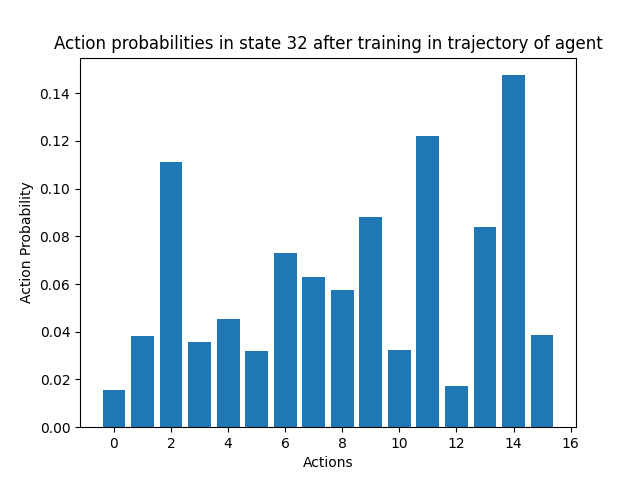 Action probabilities in state 32 after training in trajectory of agent
0.14
0.12
0.10
0.08
0.06
0.04
0.02
0.00
Action Probability
0 2 4 6 8 10 12 14 16
Actions